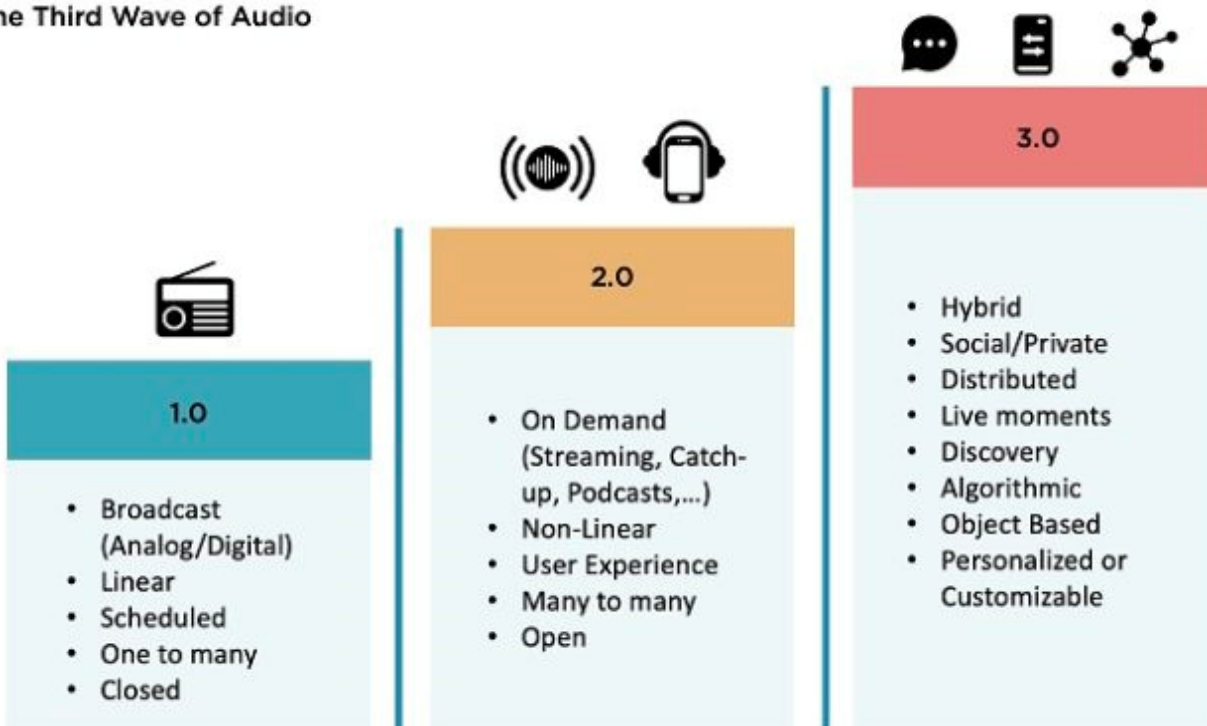 ne Third Wave of Audio
1.0
• Broadcast
(Analog/Digital)
• Linear
• Scheduled
• One to many
• Closed
2.0
• On Demand
(Streaming, Catch-
up, Podcasts,...)
• Non-Linear
• User Experience
• Many to many
• Open
3.0
• Hybrid
• Social/Private
• Distributed
• Live moments
• Discovery
• Algorithmic
• Object Based
• Personalized or
Customizable